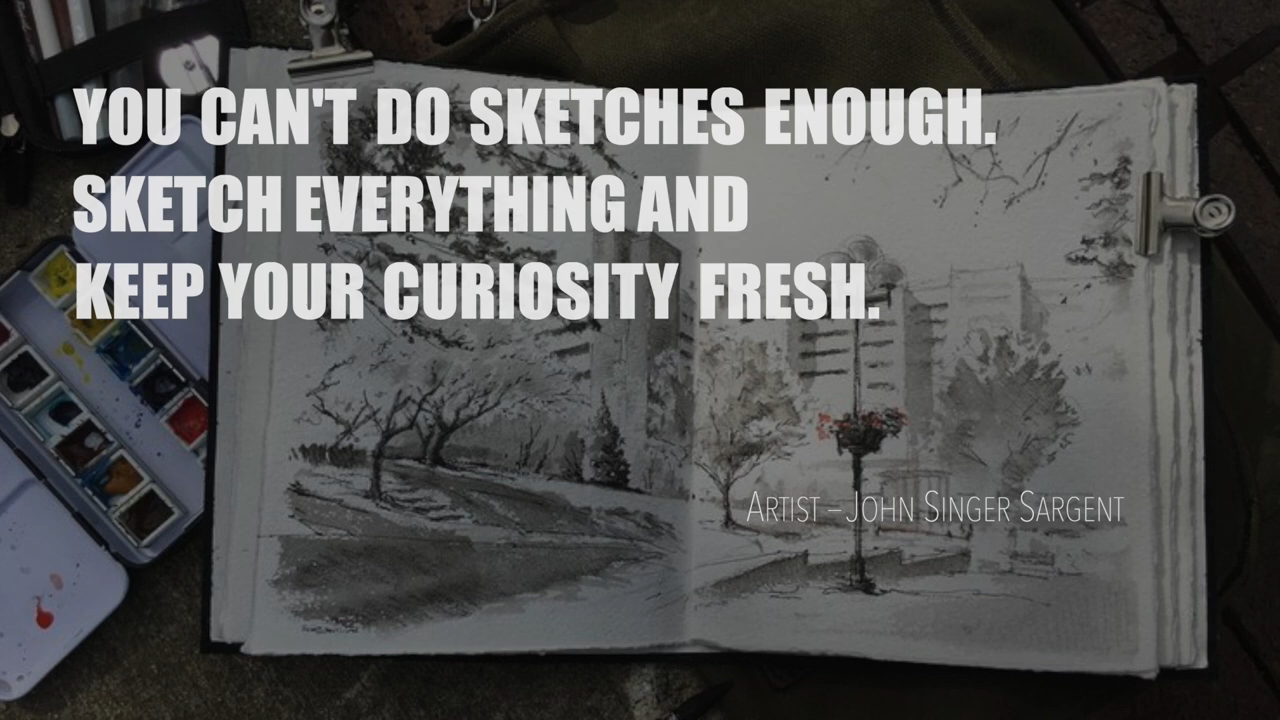 YOU CAN'T DO SKETCHES ENOUGH.
SKETCH EVERYTHING AND
KEEP YOUR CURIOSITY FRESH.
ARTIST – JOHN SINGER SARGENT